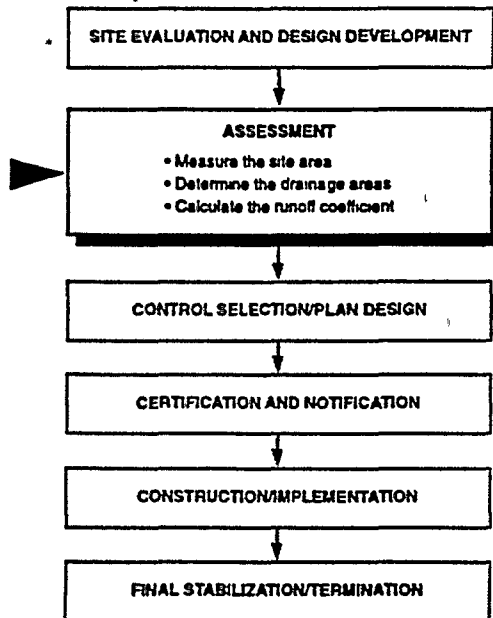 SITE EVALUATION AND DESIGN DEVELOPMENT
ASSESSMENT
• Measure the site area
• Determine the drainage areas
• Calculate the runoff coefficient
CONTROL SELECTION/PLAN DESIGN
CERTIFICATION AND NOTIFICATION
CONSTRUCTION/IMPLEMENTATION
FINAL STABILIZATION/TERMINATION